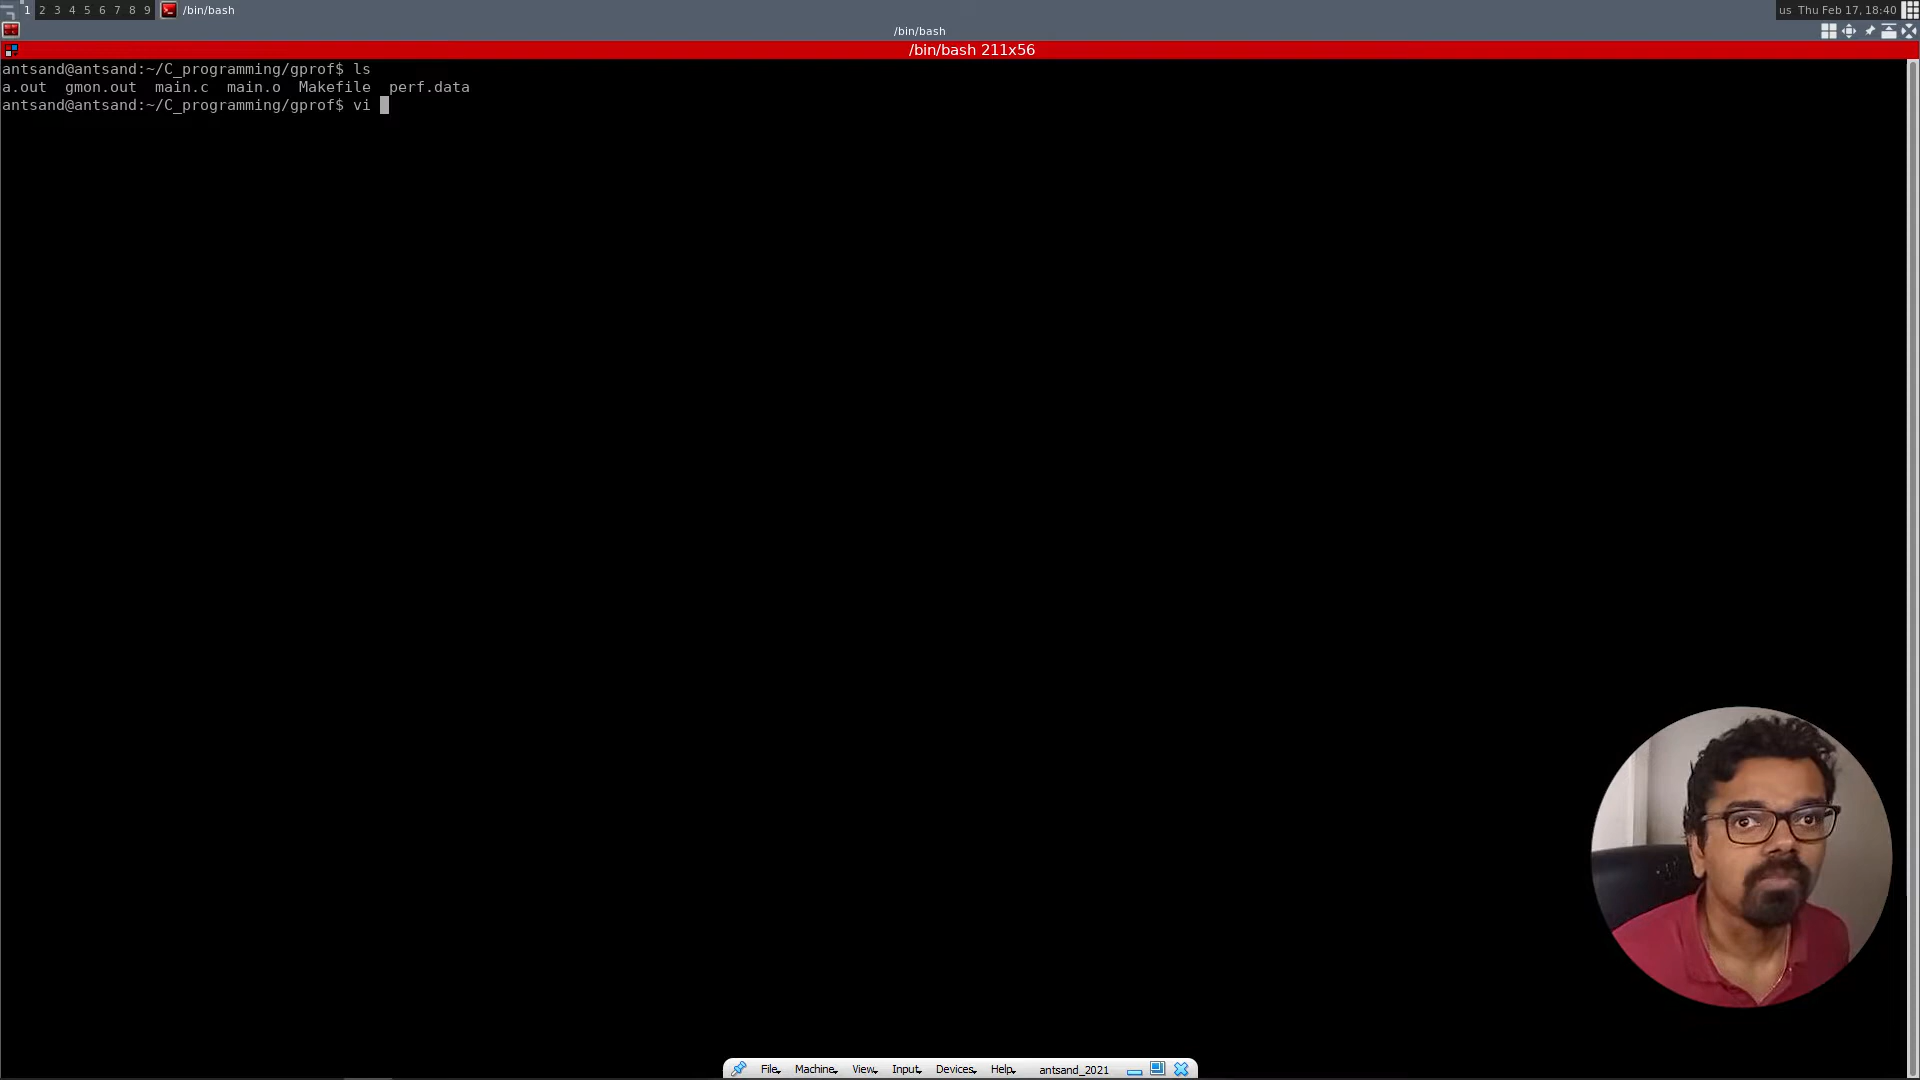 1 2 3 4 5 6 7 8 9 /bin/bash us Thu Feb 17, 18:40
/bin/bash
/bin/bash 211x56
antsand@antsand:~/C_programming/gprof$ ls
a.out gmon.out main.c main.o Makefile perf.data
antsand@antsand:~/C_programming/gprof$ vi
File Machine View Input Devices Help antsand_2021